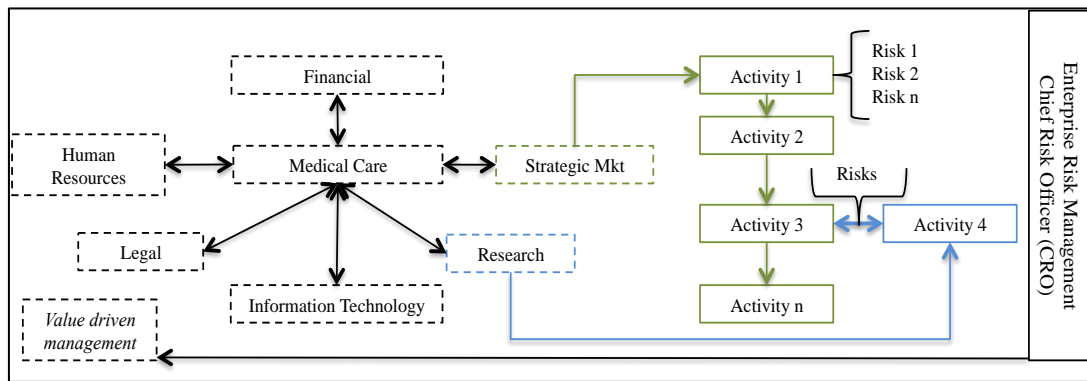 Financial
Human
Resources
Medical Care
Strategic Mkt
Legal
Research
Information Technology
Value driven
management
Activity 1
Risk 1
Risk 2
Risk n
Activity 2
Risks
Activity 3
Activity 4
Activity n
Enterprise Risk Management
Chief Risk Officer (CRO)